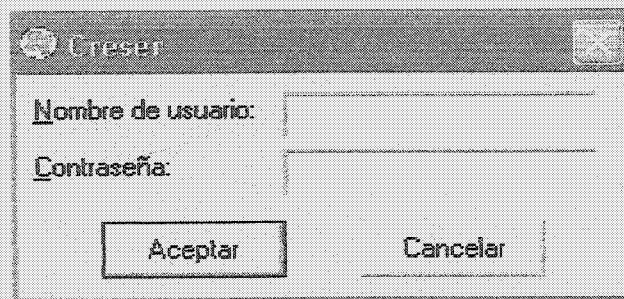 Creser
Nombre de usuario:
Contraseña:
Aceptar
Cancelar